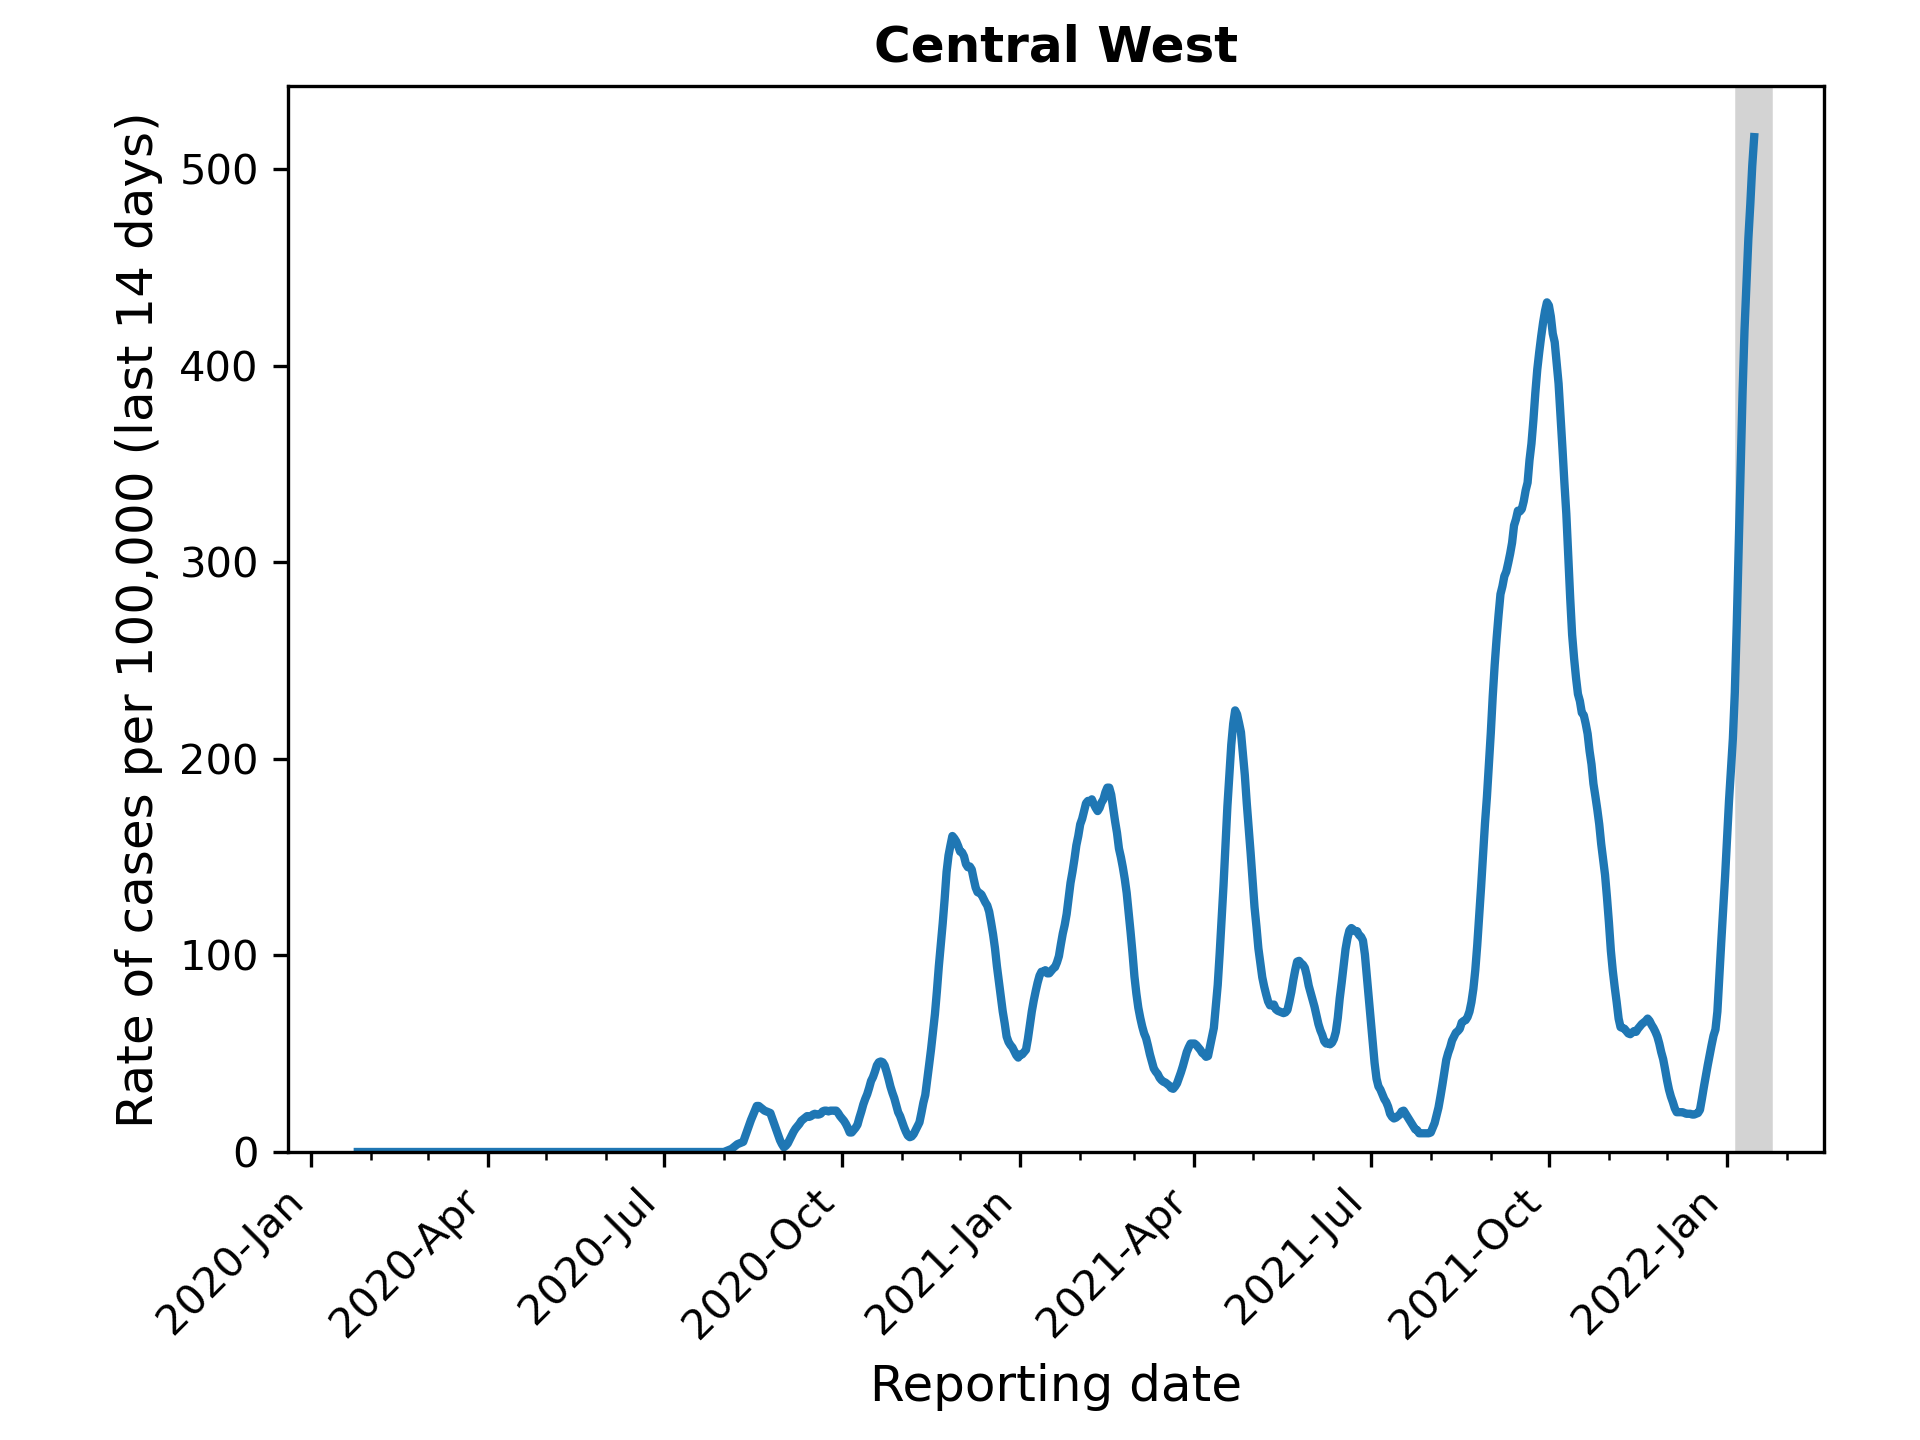 Central West
Rate of cases per 100,000 (last 14 days)
500
400
300
200
100
0
2020-Jan
2020-Apr
2020-Jul
2020-Oct
2021-Jan
2021-Apr
2021-Jul
2021-Oct
2022-Jan
Reporting date